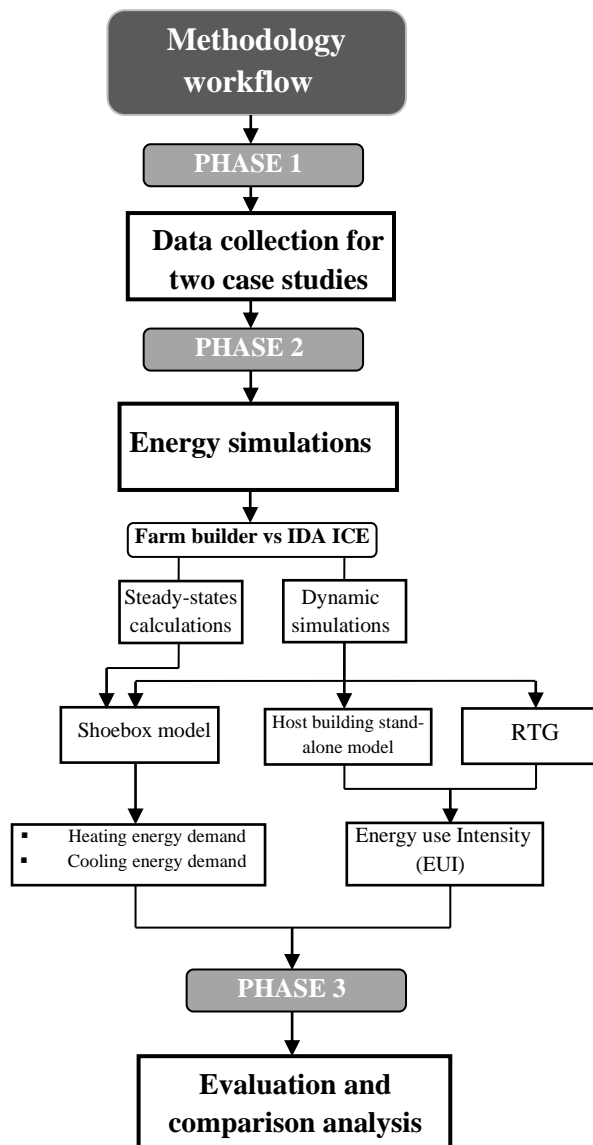 Methodology
workflow
PHASE 1
Data collection for
two case studies
PHASE 2
Energy simulations
Farm builder vs IDA ICE
Steady-states
calculations
Dynamic
simulations
Shoebox model
Host building stand-
alone model
RTG
▪ Heating energy demand
▪ Cooling energy demand
Energy use Intensity
(EUI)
PHASE 3
Evaluation and
comparison analysis